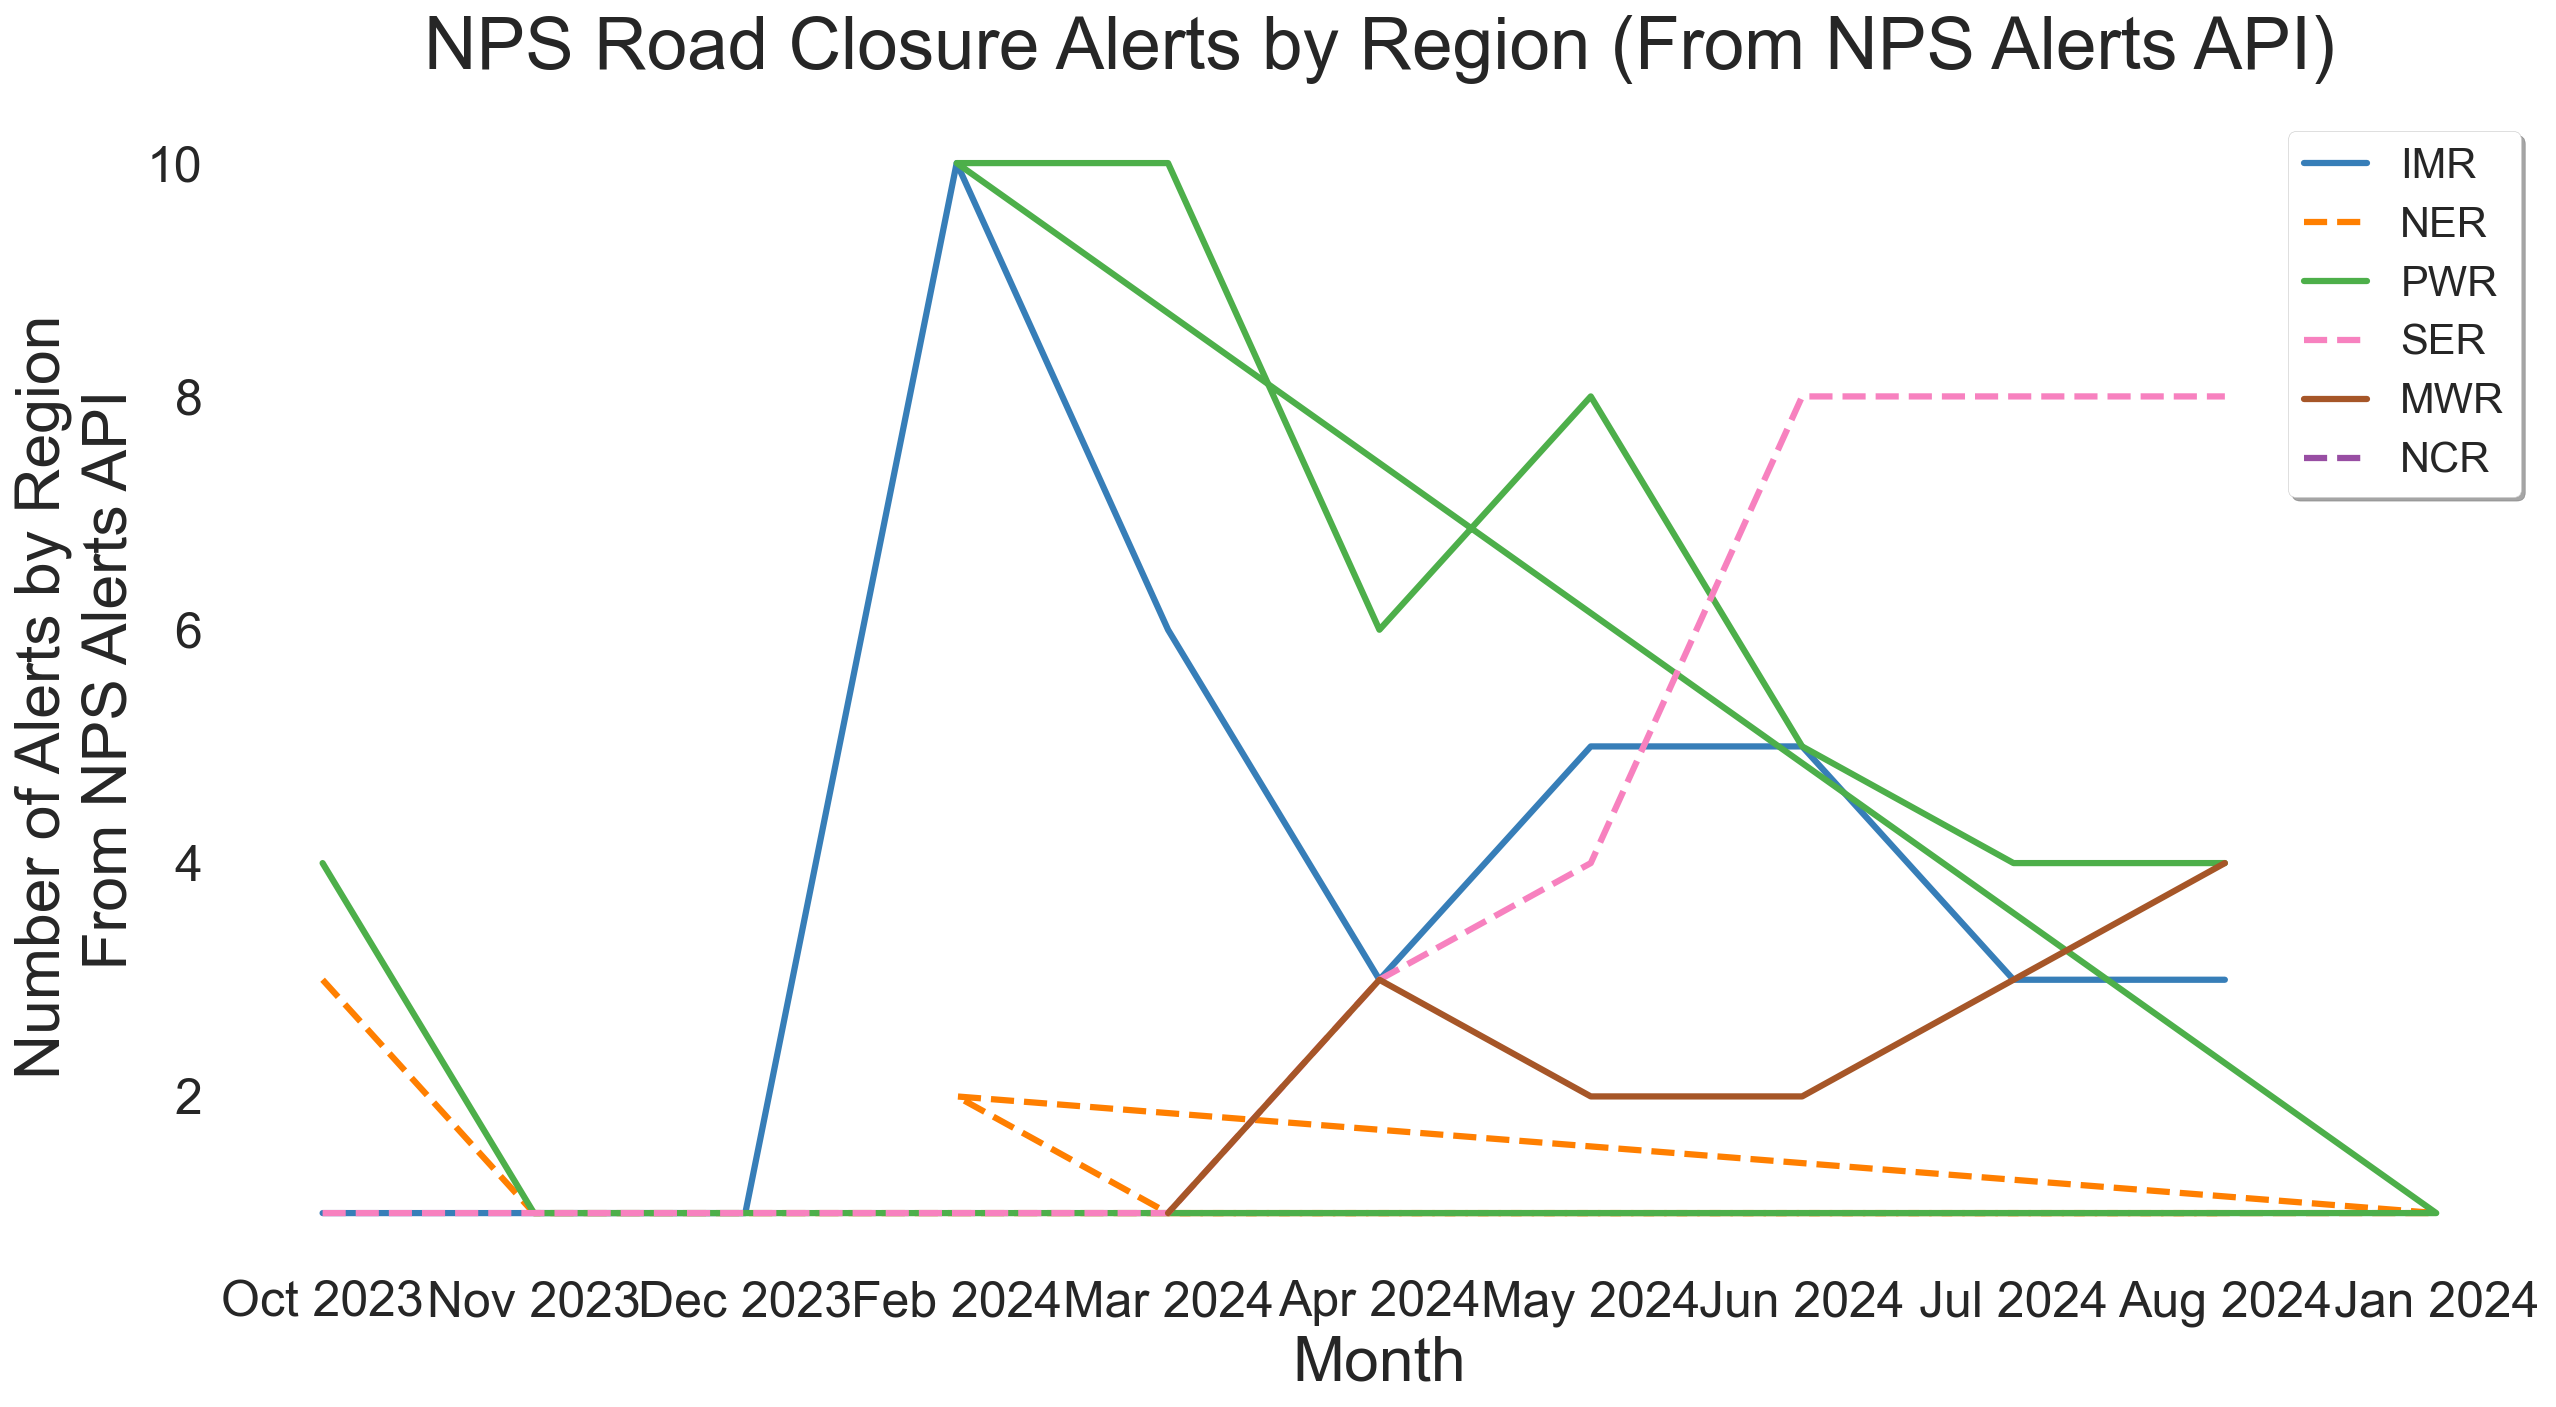 NPS Road Closure Alerts by Region (From NPS Alerts API)
Number of Alerts by Region
From NPS Alerts API
10
8
6
4
2
IMR
NER
PWR
SER
MWR
NCR
Oct 2023 Nov 2023 Dec 2023 Feb 2024 Mar 2024 Apr 2024 May 2024 Jun 2024 Jul 2024 Aug 2024 Jan 2024
Month